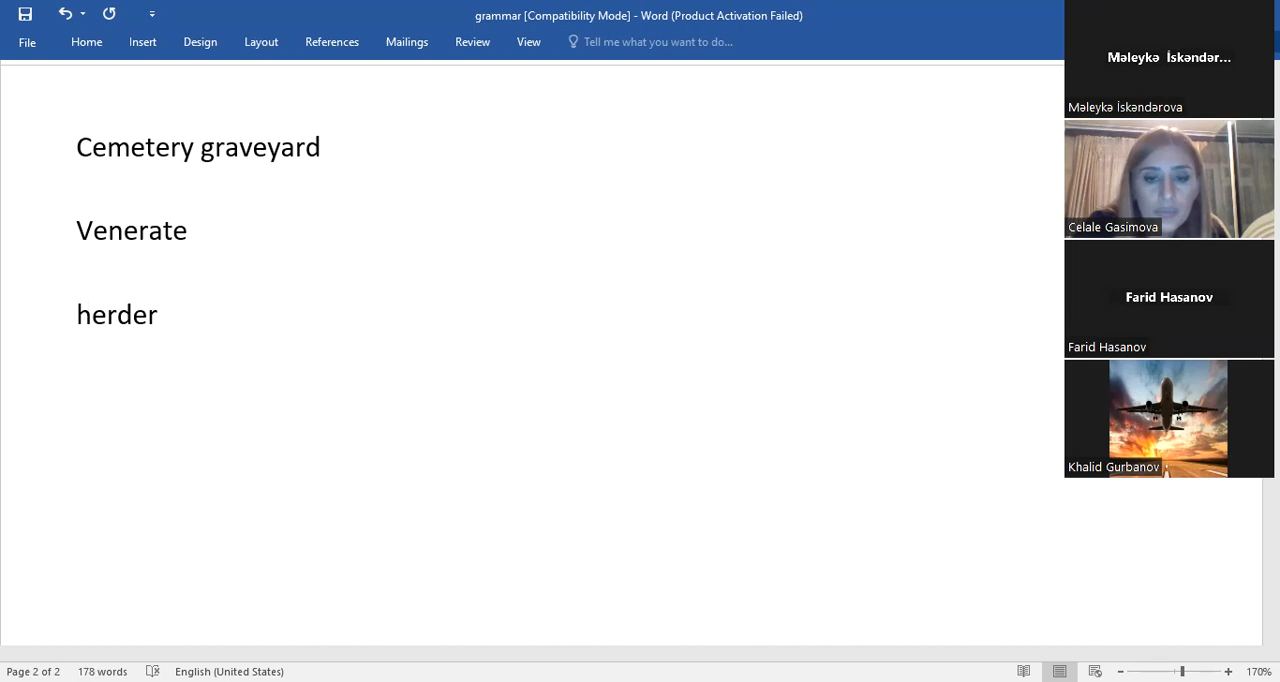 grammar [Compatibility Mode] - Word (Product Activation Failed)
File Home Insert Design Layout References Mailings Review View Tell me what you want to do...
Cemetery graveyard
Venerate
herder
Məleykə İskəndər...
Məleykə İskəndərova
Celale Gasimova
Farid Hasanov
Farid Hasanov
Khalid Gurbanov
Page 2 of 2 178 words English (United States) 170%